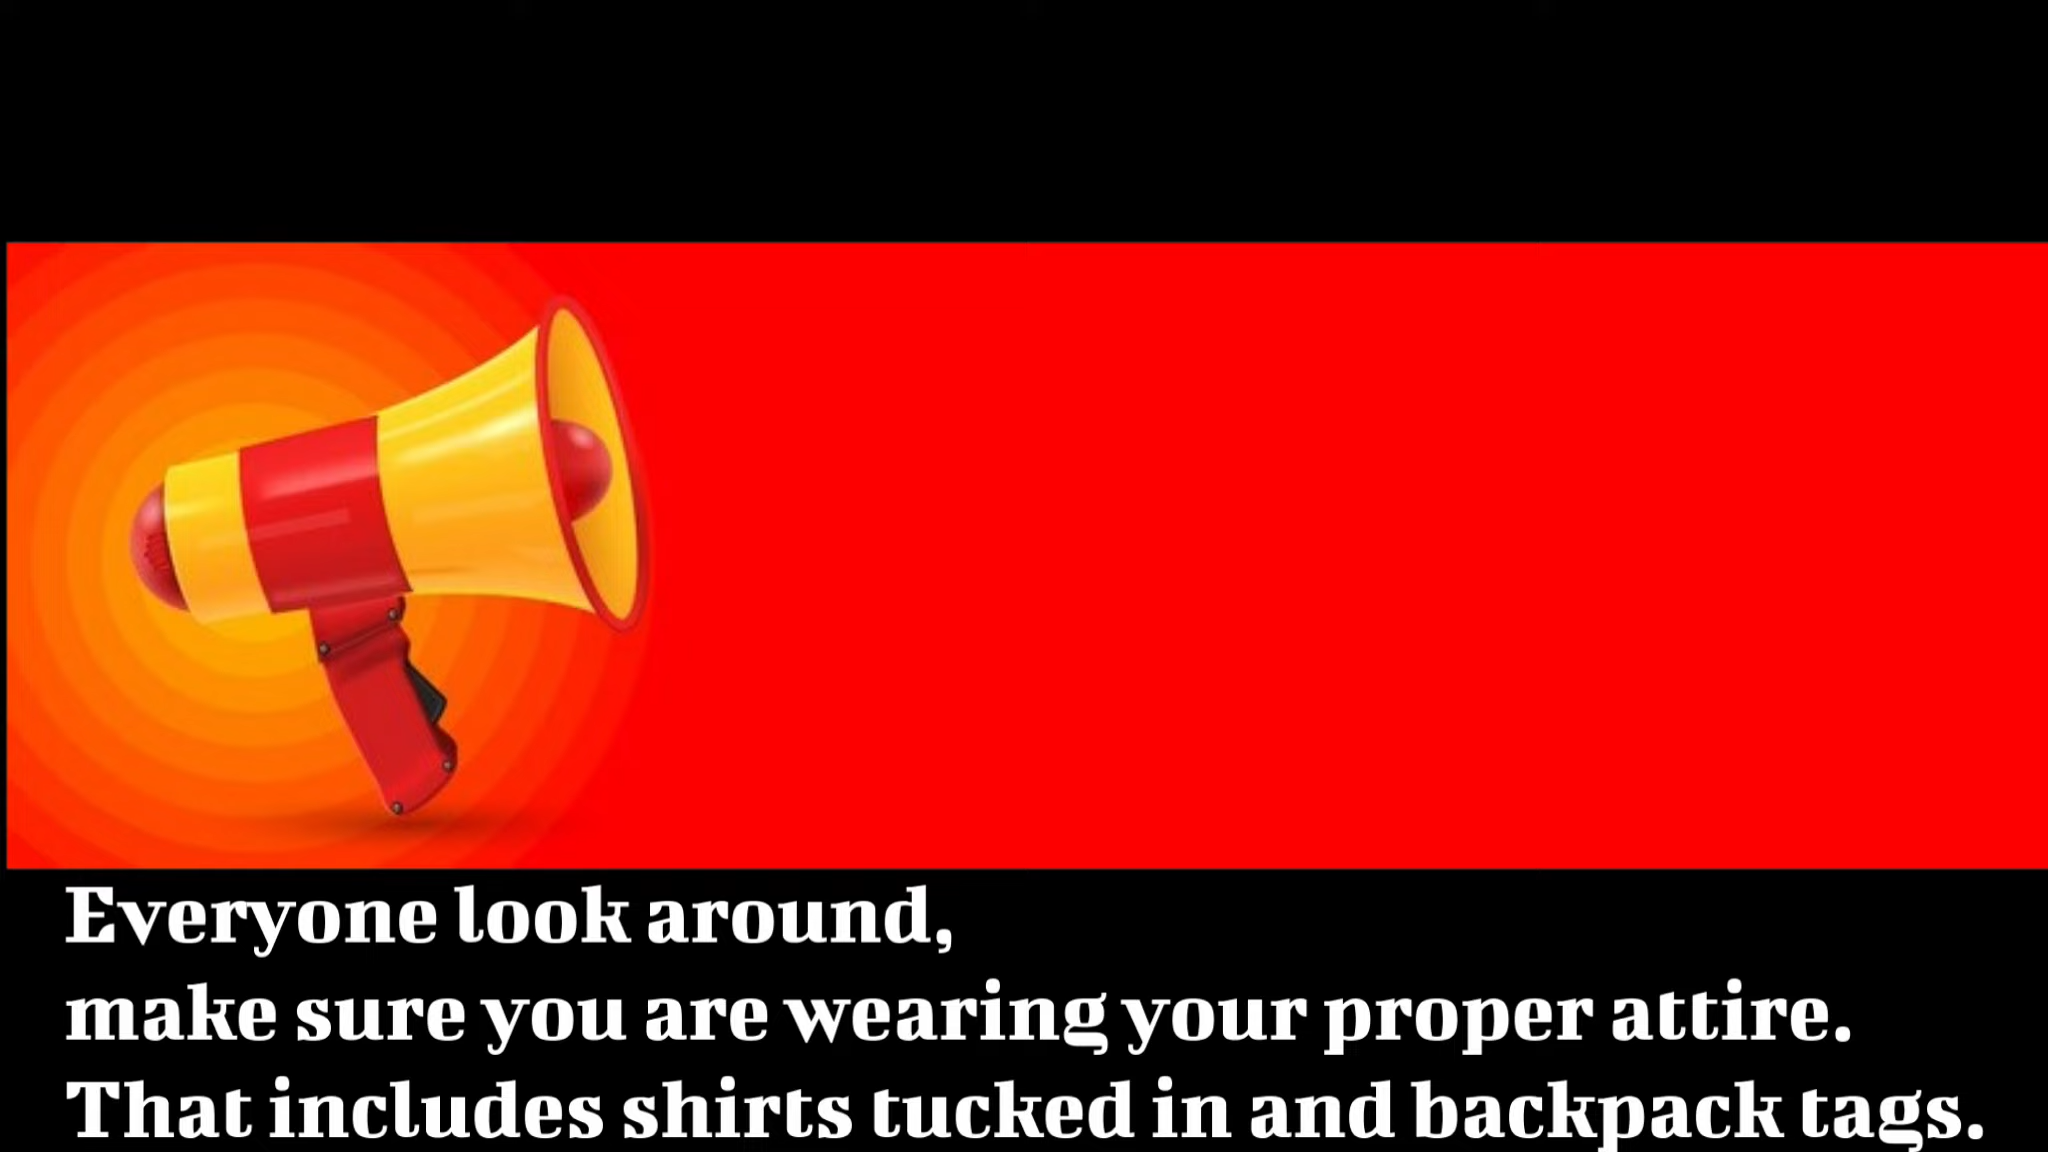 Everyone look around,
make sure you are wearing your proper attire.
That includes shirts tucked in and backpack tags.